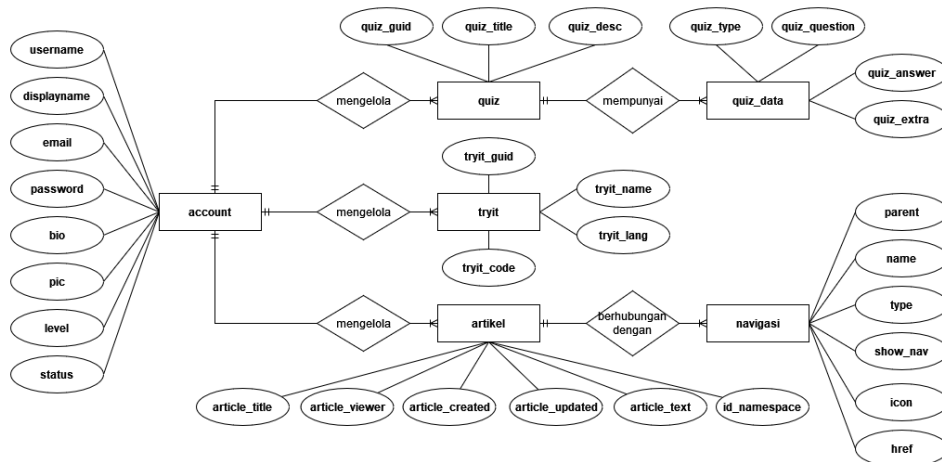 quiz_guid
quiz_title
quiz_desc
quiz_type
quiz_question
username
displayname
email
password
bio
pic
level
status
mengelola
quiz
mempunyai
quiz_data
quiz_answer
quiz_extra
tryit_guid
account
mengelola
tryit
tryit_name
tryit_lang
tryit_code
mengelola
artikel
berhubungan
dengan
navigasi
parent
name
type
show_nav
icon
href
article_title
article_viewer
article_created
article_updated
article_text
id_namespace